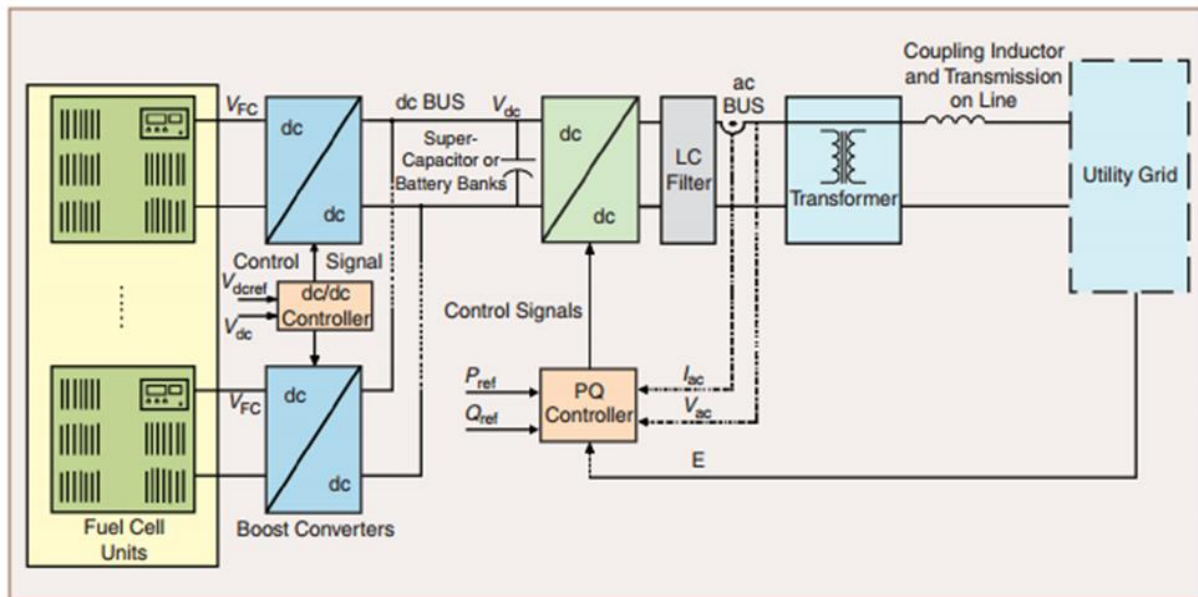 Coupling Inductor
and Transmission
on Line
ac
BUS
V_FC
dc
dc BUS
V_dc
dc
Super-
Capacitor or
Battery Banks
LC
Filter
Transformer
Utility Grid
dc
dc
Control Signal
V_dcref
dc/dc
Controller
V_dc
Control Signals
dc
V_FC
P_ref
PQ
Controller
I_ac
Q_ref
V_ac
E
dc
Fuel Cell
Units
Boost Converters